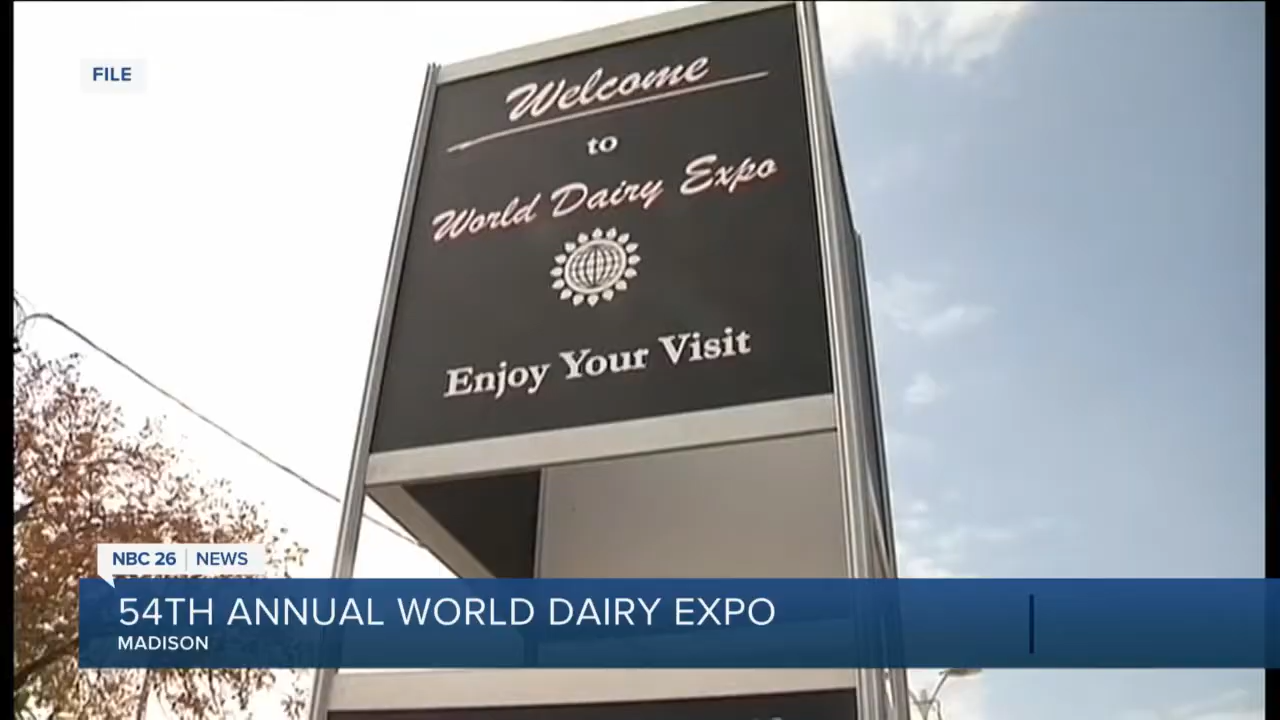 FILE
Welcome
to
World Dairy Expo
Enjoy Your Visit
NBC 26 | NEWS
54TH ANNUAL WORLD DAIRY EXPO
MADISON